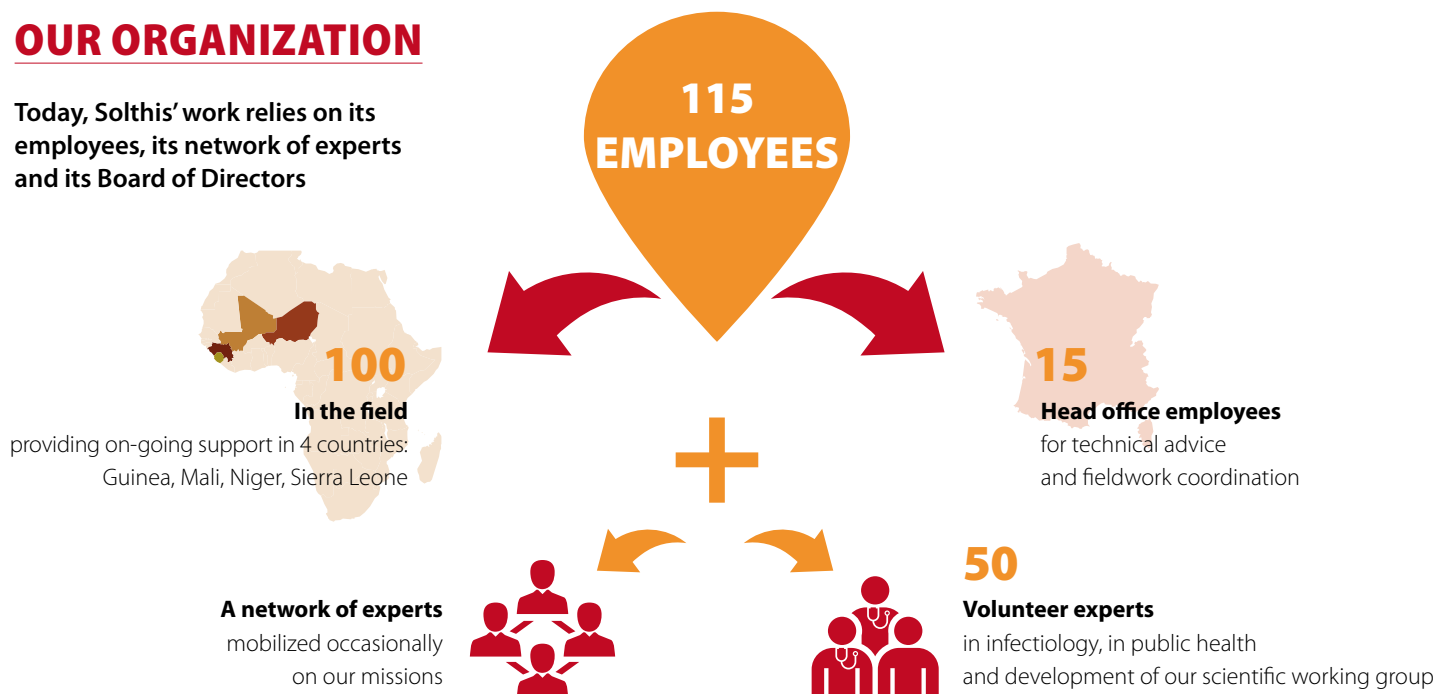 OUR ORGANIZATION
Today, Solthis’ work relies on its
employees, its network of experts
and its Board of Directors
115
EMPLOYEES
100
In the field
providing on-going support in 4 countries:
Guinea, Mali, Niger, Sierra Leone
15
Head office employees
for technical advice
and fieldwork coordination
+
A network of experts
mobilized occasionally
on our missions
50
Volunteer experts
in infectiology, in public health
and development of our scientific working group